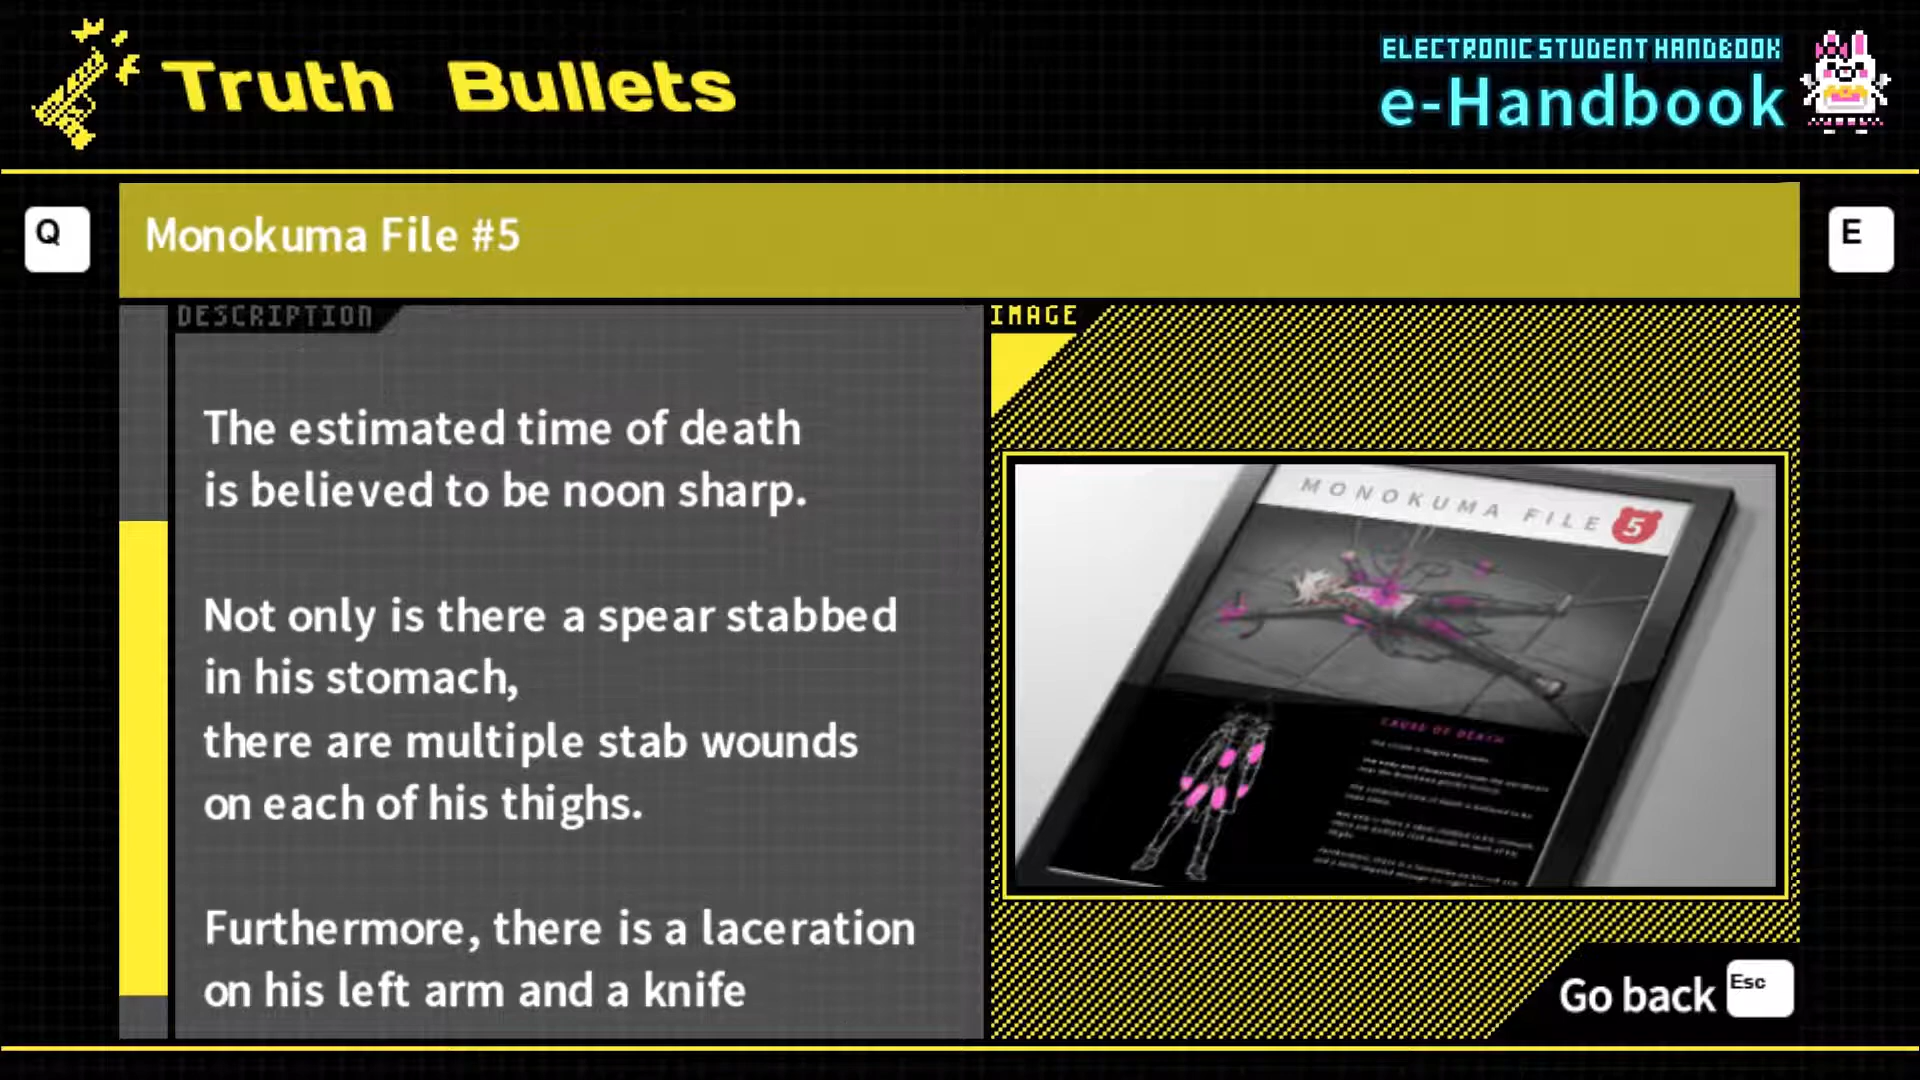 Truth Bullets
ELECTRONIC STUDENT HANDBOOK
e-Handbook
Q
Monokuma File #5
E
DESCRIPTION
The estimated time of death
is believed to be noon sharp.
Not only is there a spear stabbed
in his stomach,
there are multiple stab wounds
on each of his thighs.
Furthermore, there is a laceration
on his left arm and a knife
IMAGE
MONOKUMA FILE 5
CAUSE OF DEATH
Go back Esc